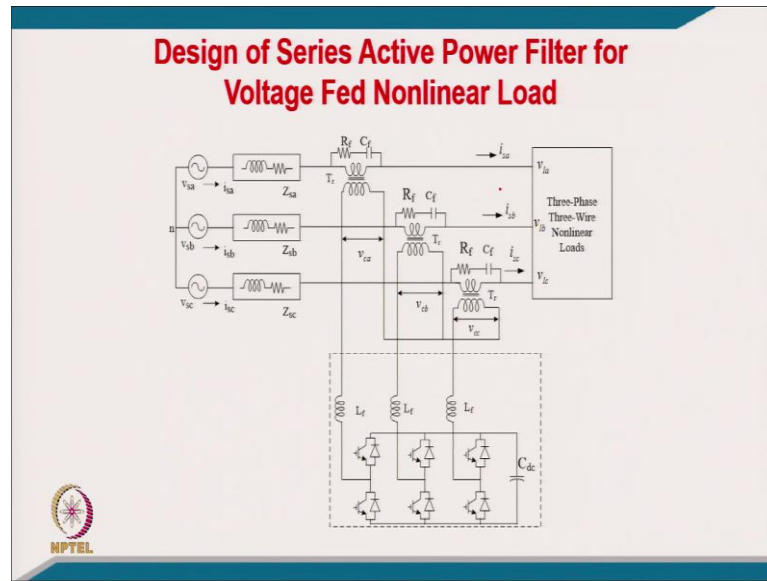 Design of Series Active Power Filter for
Voltage Fed Nonlinear Load
Rf Cf
isa
vsa isa Zsa Tr vla
Rf Cf
isb
Three-Phase
Three-Wire
Nonlinear
Loads
n vsb isb Zsb Tr vlb
vca
Rf Cf
isc
vsc isc Zsc Tr vlc
vcb
vcc
Lf Lf Lf
Cdc
NPTEL